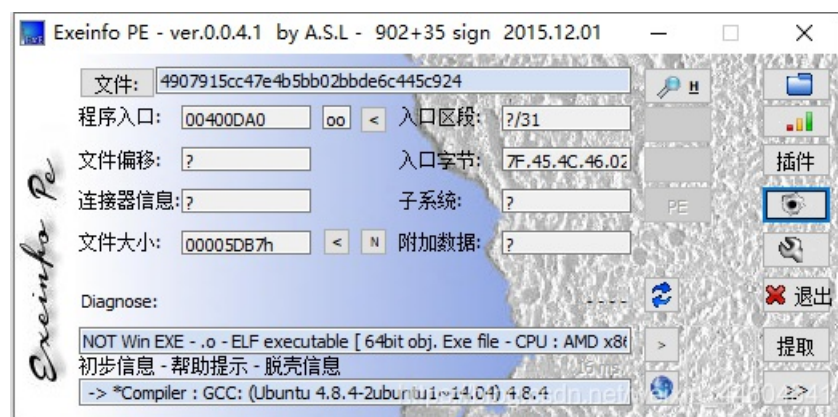 Exeinfo PE - ver.0.0.4.1 by A.S.L - 902+35 sign 2015.12.01
文件: 4907915cc47e4b5bb02bbde6c445c924 H
程序入口: 00400DA0 oo < 入口区段: ?/31
文件偏移: ? 入口字节: 7F.45.4C.46.02 插件
连接器信息: ? 子系统: ? PE
文件大小: 00005DB7h < N 附加数据: ?
Exeinfo Pe
Diagnose: ---- 退出
NOT Win EXE - .o - ELF executable [ 64bit obj. Exe file - CPU : AMD x86 > 提取
初步信息 - 帮助提示 - 脱壳信息
-> *Compiler : GCC: (Ubuntu 4.8.4-2ubuntu1~14.04) 4.8.4 >>